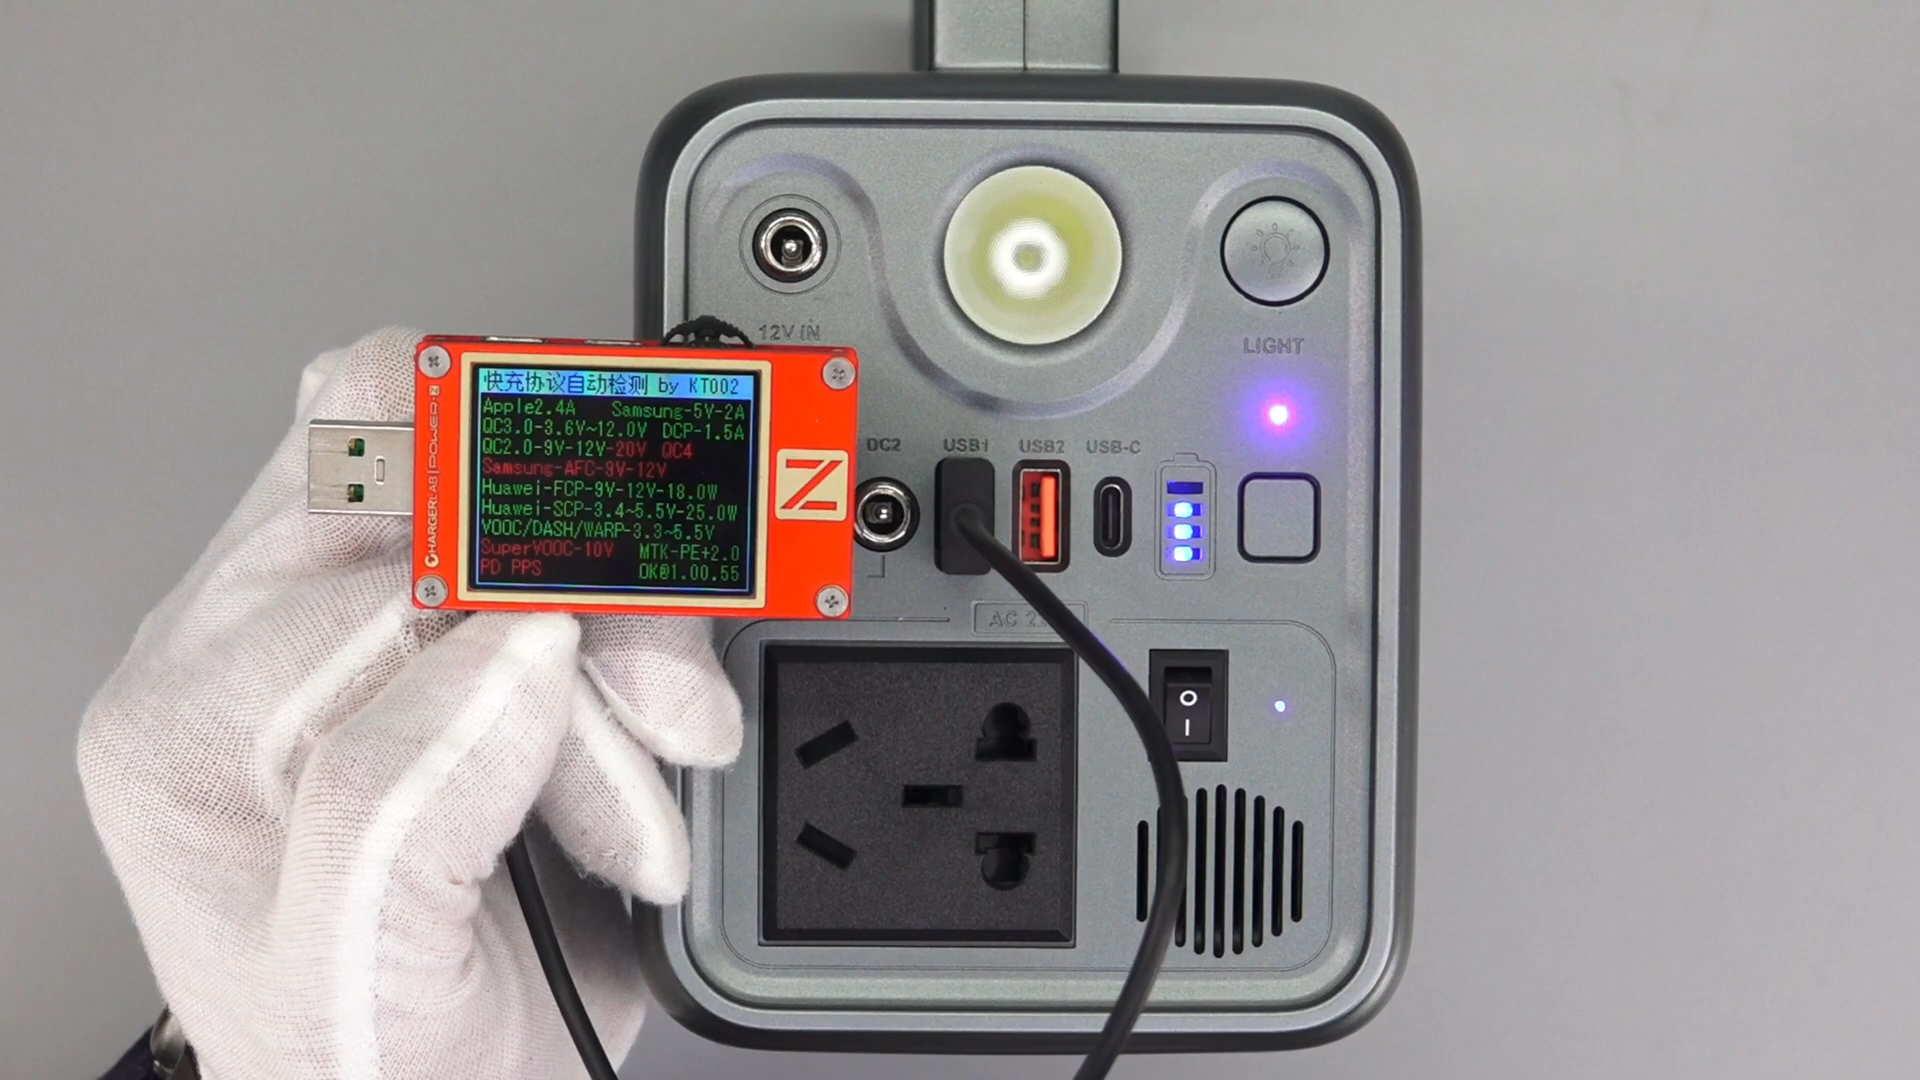 12V IN
LIGHT
快充协议自动检测 by KT002
Apple2.4A Samsung-5V-2A
QC3.0-3.6V~12.0V DCP-1.5A
QC2.0-9V-12V-20V QC4
Samsung-AFC-9V-12V
Huawei-FCP-9V-12V-18.0W
Huawei-SCP-3.4~5.5V-25.0W
VOOC/DASH/WARP-3.3~5.5V
SuperVOOC-10V MTK-PE+2.0
PD PPS OK@1.00.55
CHARGERLAB POWER-Z
Z
DC2 USB1 USB2 USB-C
AC
O
I